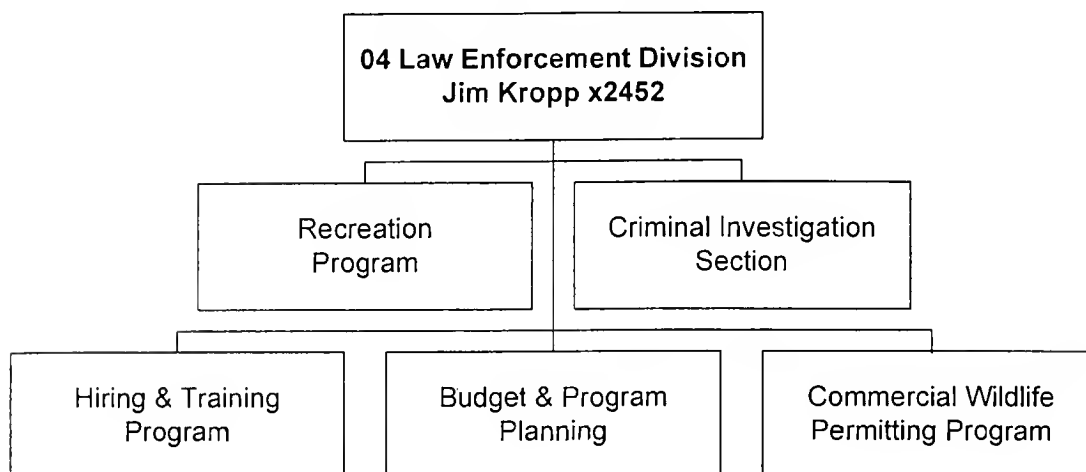 04 Law Enforcement Division
Jim Kropp x2452
Recreation
Program
Criminal Investigation
Section
Hiring & Training
Program
Budget & Program
Planning
Commercial Wildlife
Permitting Program